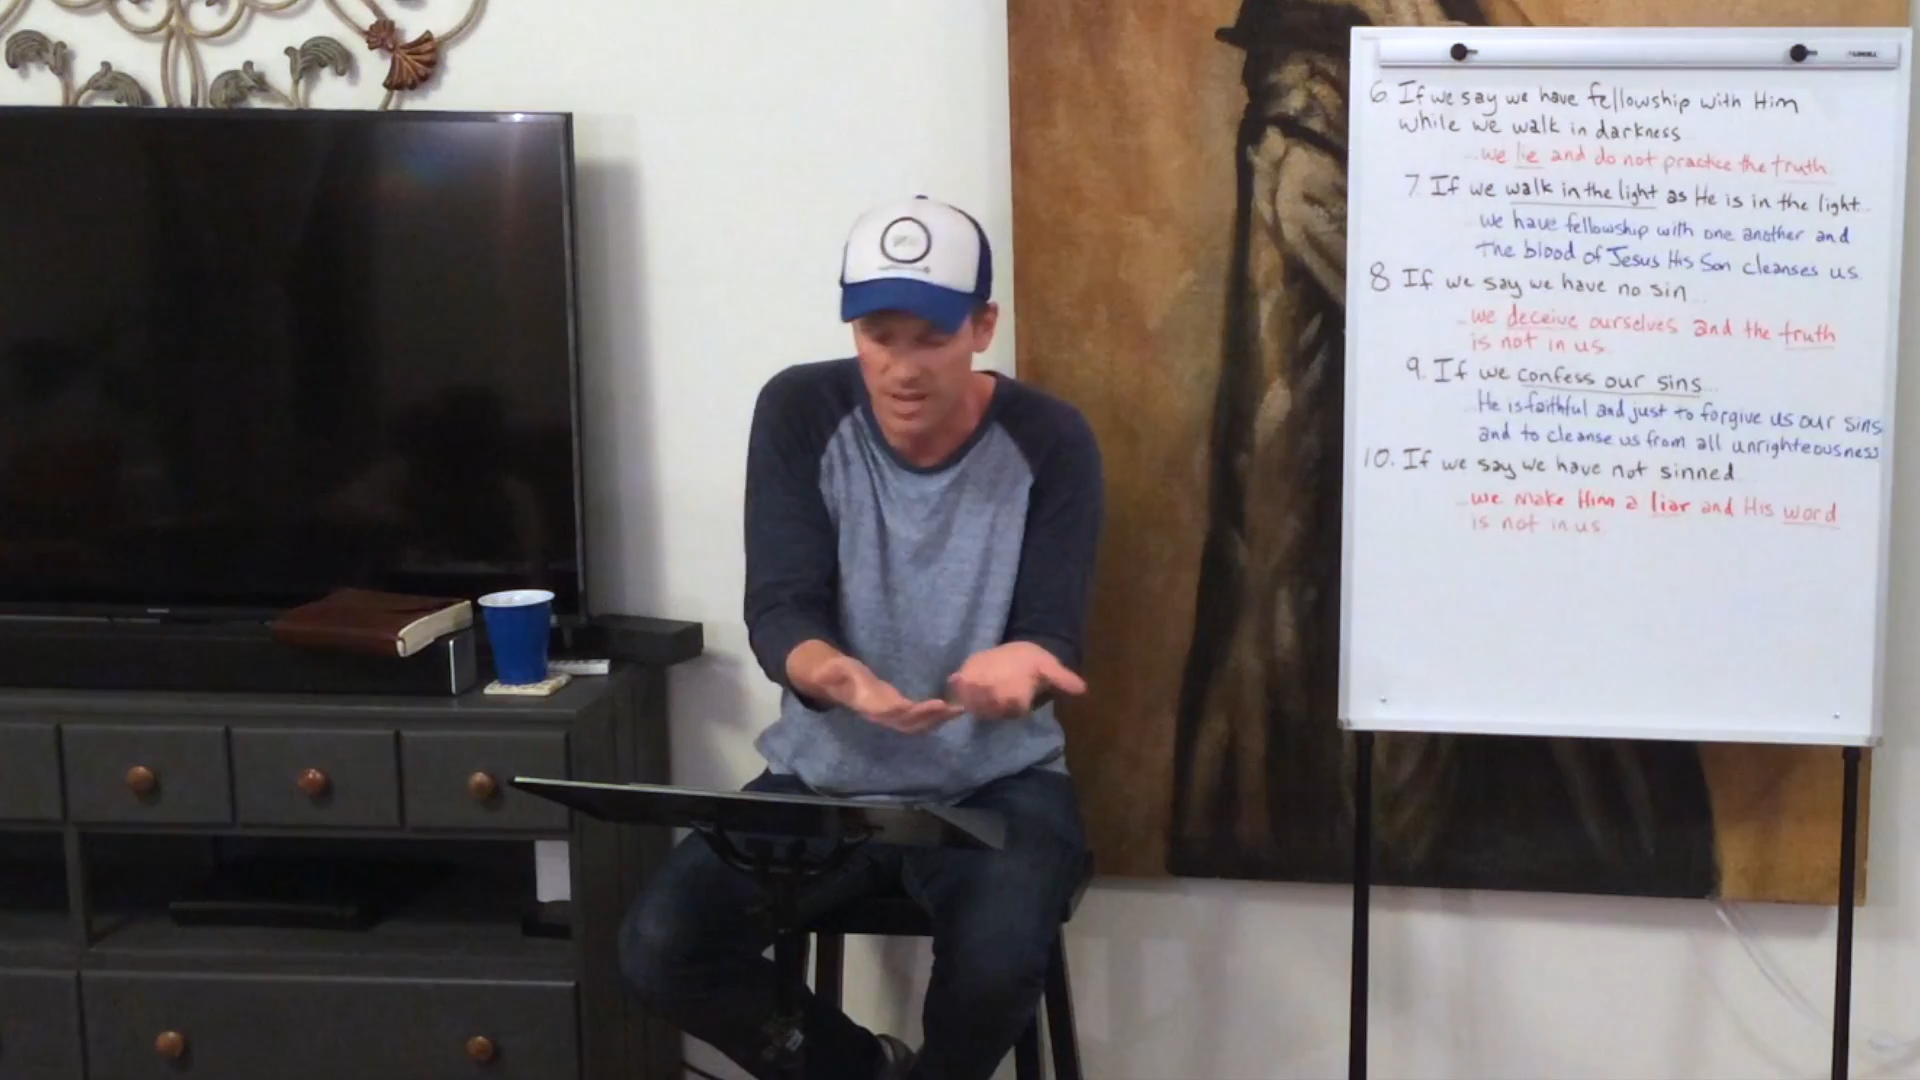 6. If we say we have fellowship with Him
while we walk in darkness...
...we lie and do not practice the truth.
7. If we walk in the light as He is in the light...
...we have fellowship with one another and
the blood of Jesus His Son cleanses us.
8 If we say we have no sin...
...we deceive ourselves and the truth
is not in us.
9. If we confess our sins...
...He is faithful and just to forgive us our sins
and to cleanse us from all unrighteousness
10. If we say we have not sinned...
...we make Him a liar and His word
is not in us.